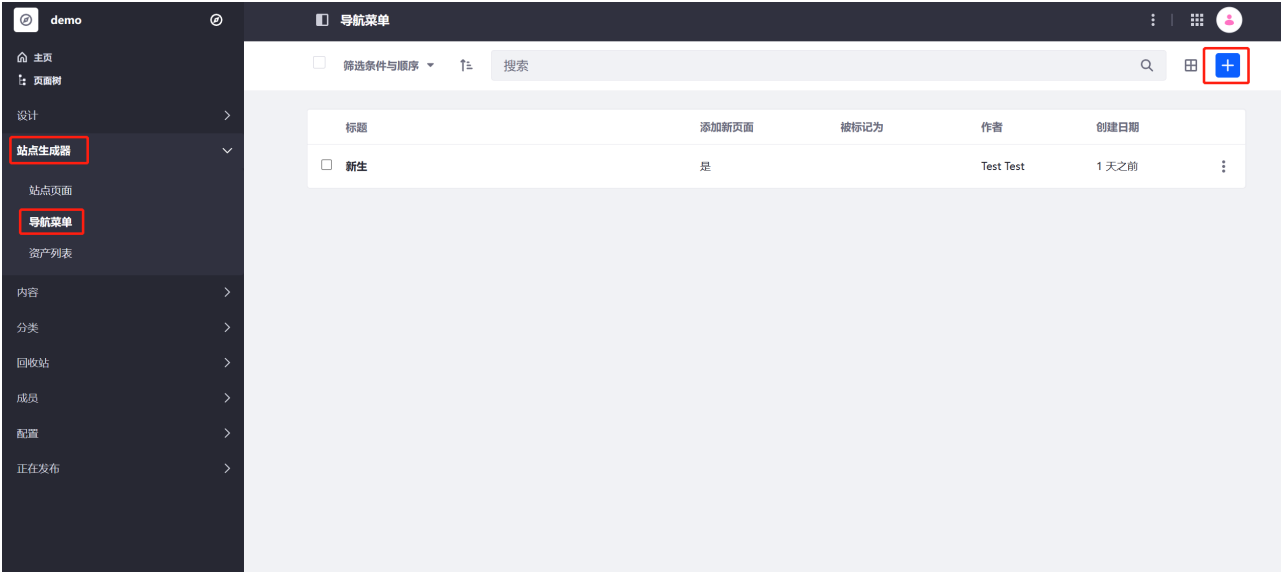 demo
主页
页面树
设计
站点生成器
站点页面
导航菜单
资产列表
内容
分类
回收站
成员
配置
正在发布
导航菜单
筛选条件与顺序 搜索
标题 添加新页面 被标记为 作者 创建日期
新生 是 Test Test 1 天之前